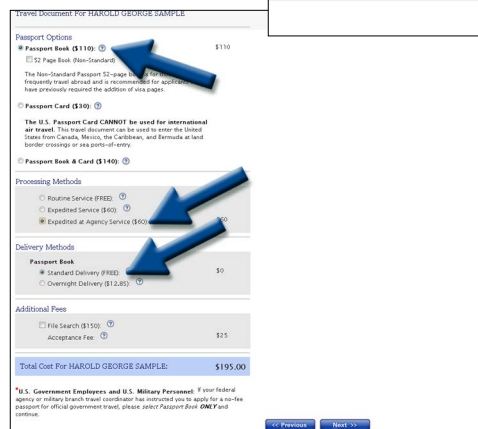 Travel Document For HAROLD GEORGE SAMPLE
Passport Options
Passport Book ($110): ?
$110
52 Page Book (Non-Standard)
The Non-Standard Passport 52-page for
frequently travel abroad and is recommended for applicants
have previously required the addition of visa pages.
Passport Card ($30): ?
The U.S. Passport Card CANNOT be used for international
air travel. This travel document can be used to enter the United
States from Canada, Mexico, the Caribbean, and Bermuda at land
border crossings or sea ports-of-entry.
Passport Book & Card ($140): ?
Processing Methods
Routine Service (FREE): ?
Expedited Service ($60) ?
Expedited at Agency Service ($60)
Delivery Methods
Passport Book
Standard Delivery (FREE):
$0
Overnight Delivery ($12.85): ?
Additional Fees
File Search ($150): ?
Acceptance Fee: ?
$25
Total Cost For HAROLD GEORGE SAMPLE:
$195.00
*U.S. Government Employees and U.S. Military Personnel: If your federal
agency or military branch travel coordinator has instructed you to apply for a no-fee
passport for official government travel, please select Passport Book ONLY and
continue.
<< Previous
Next >>